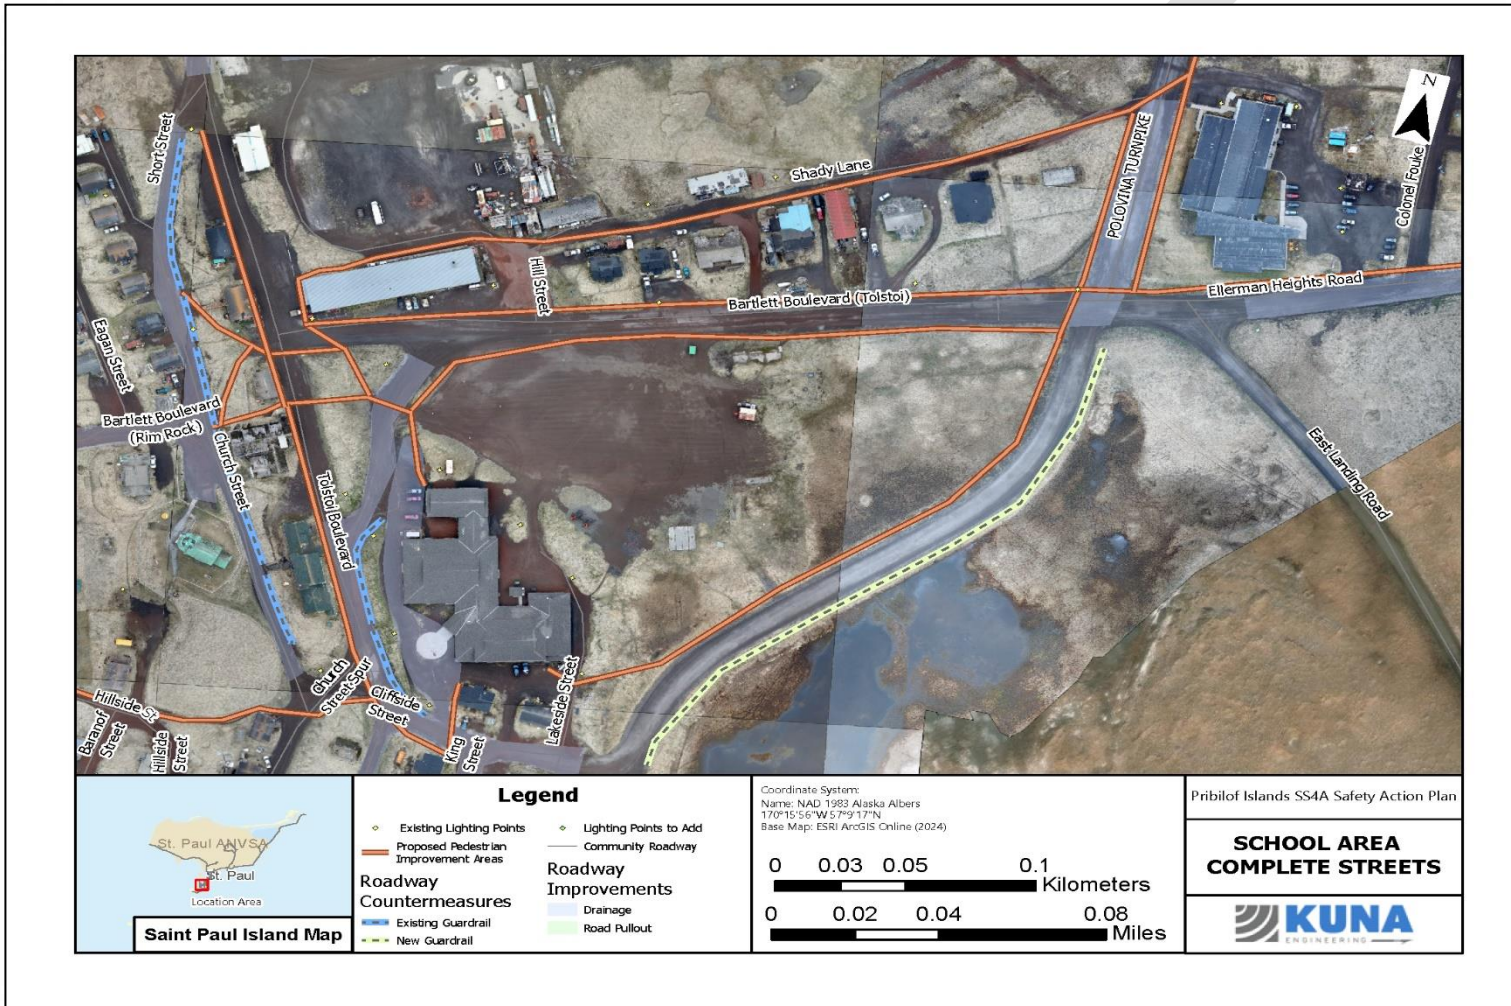 N
Short Street
Shady Lane
POLOVINA TURNPIKE
Colonel Fouke
Hill Street
Bartlett Boulevard (Tolstoi)
Ellerman Heights Road
Eagan Street
Bartlett Boulevard
(Rim Rock)
Church Street
Tolstoi Boulevard
East Landing Road
Church
Street Spur
Cliffside
Street
Lakeside Street
King
Street
Hillside St
Baranof
Street
Hillside
Street
St. Paul ANVSA
St. Paul
Location Area
Saint Paul Island Map
Legend
Existing Lighting Points
Proposed Pedestrian
Improvement Areas
Roadway
Countermeasures
Existing Guardrail
New Guardrail
Lighting Points to Add
Community Roadway
Roadway
Improvements
Drainage
Road Pullout
Coordinate System:
Name: NAD 1983 Alaska Albers
170°15'56"W 57°9'17"N
Base Map: ESRI ArcGIS Online (2024)
0 0.03 0.05 0.1
Kilometers
0 0.02 0.04 0.08
Miles
Pribilof Islands SS4A Safety Action Plan
SCHOOL AREA
COMPLETE STREETS
KUNA
ENGINEERING